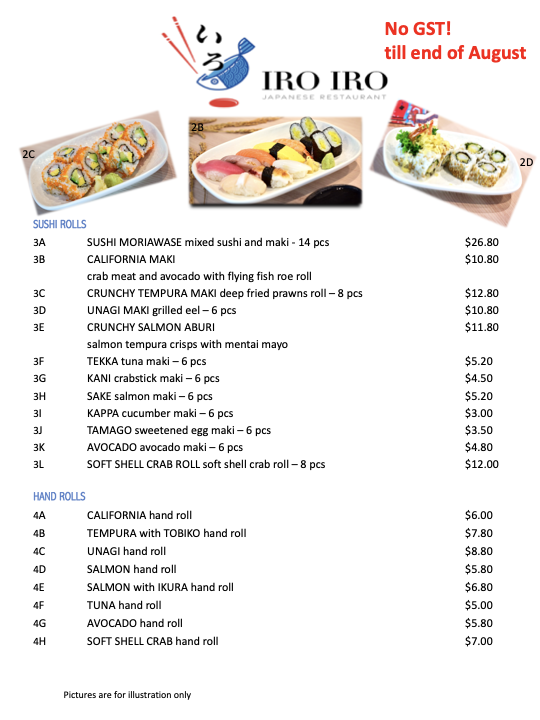 No GST!
till end of August
いろ
IRO IRO
JAPANESE RESTAURANT
2C
2B
2D
SUSHI ROLLS
3A SUSHI MORIAWASE mixed sushi and maki - 14 pcs $26.80
3B CALIFORNIA MAKI $10.80
crab meat and avocado with flying fish roe roll
3C CRUNCHY TEMPURA MAKI deep fried prawns roll – 8 pcs $12.80
3D UNAGI MAKI grilled eel – 6 pcs $10.80
3E CRUNCHY SALMON ABURI $11.80
salmon tempura crisps with mentai mayo
3F TEKKA tuna maki – 6 pcs $5.20
3G KANI crabstick maki – 6 pcs $4.50
3H SAKE salmon maki – 6 pcs $5.20
3I KAPPA cucumber maki – 6 pcs $3.00
3J TAMAGO sweetened egg maki – 6 pcs $3.50
3K AVOCADO avocado maki – 6 pcs $4.80
3L SOFT SHELL CRAB ROLL soft shell crab roll – 8 pcs $12.00
HAND ROLLS
4A CALIFORNIA hand roll $6.00
4B TEMPURA with TOBIKO hand roll $7.80
4C UNAGI hand roll $8.80
4D SALMON hand roll $5.80
4E SALMON with IKURA hand roll $6.80
4F TUNA hand roll $5.00
4G AVOCADO hand roll $5.80
4H SOFT SHELL CRAB hand roll $7.00
Pictures are for illustration only